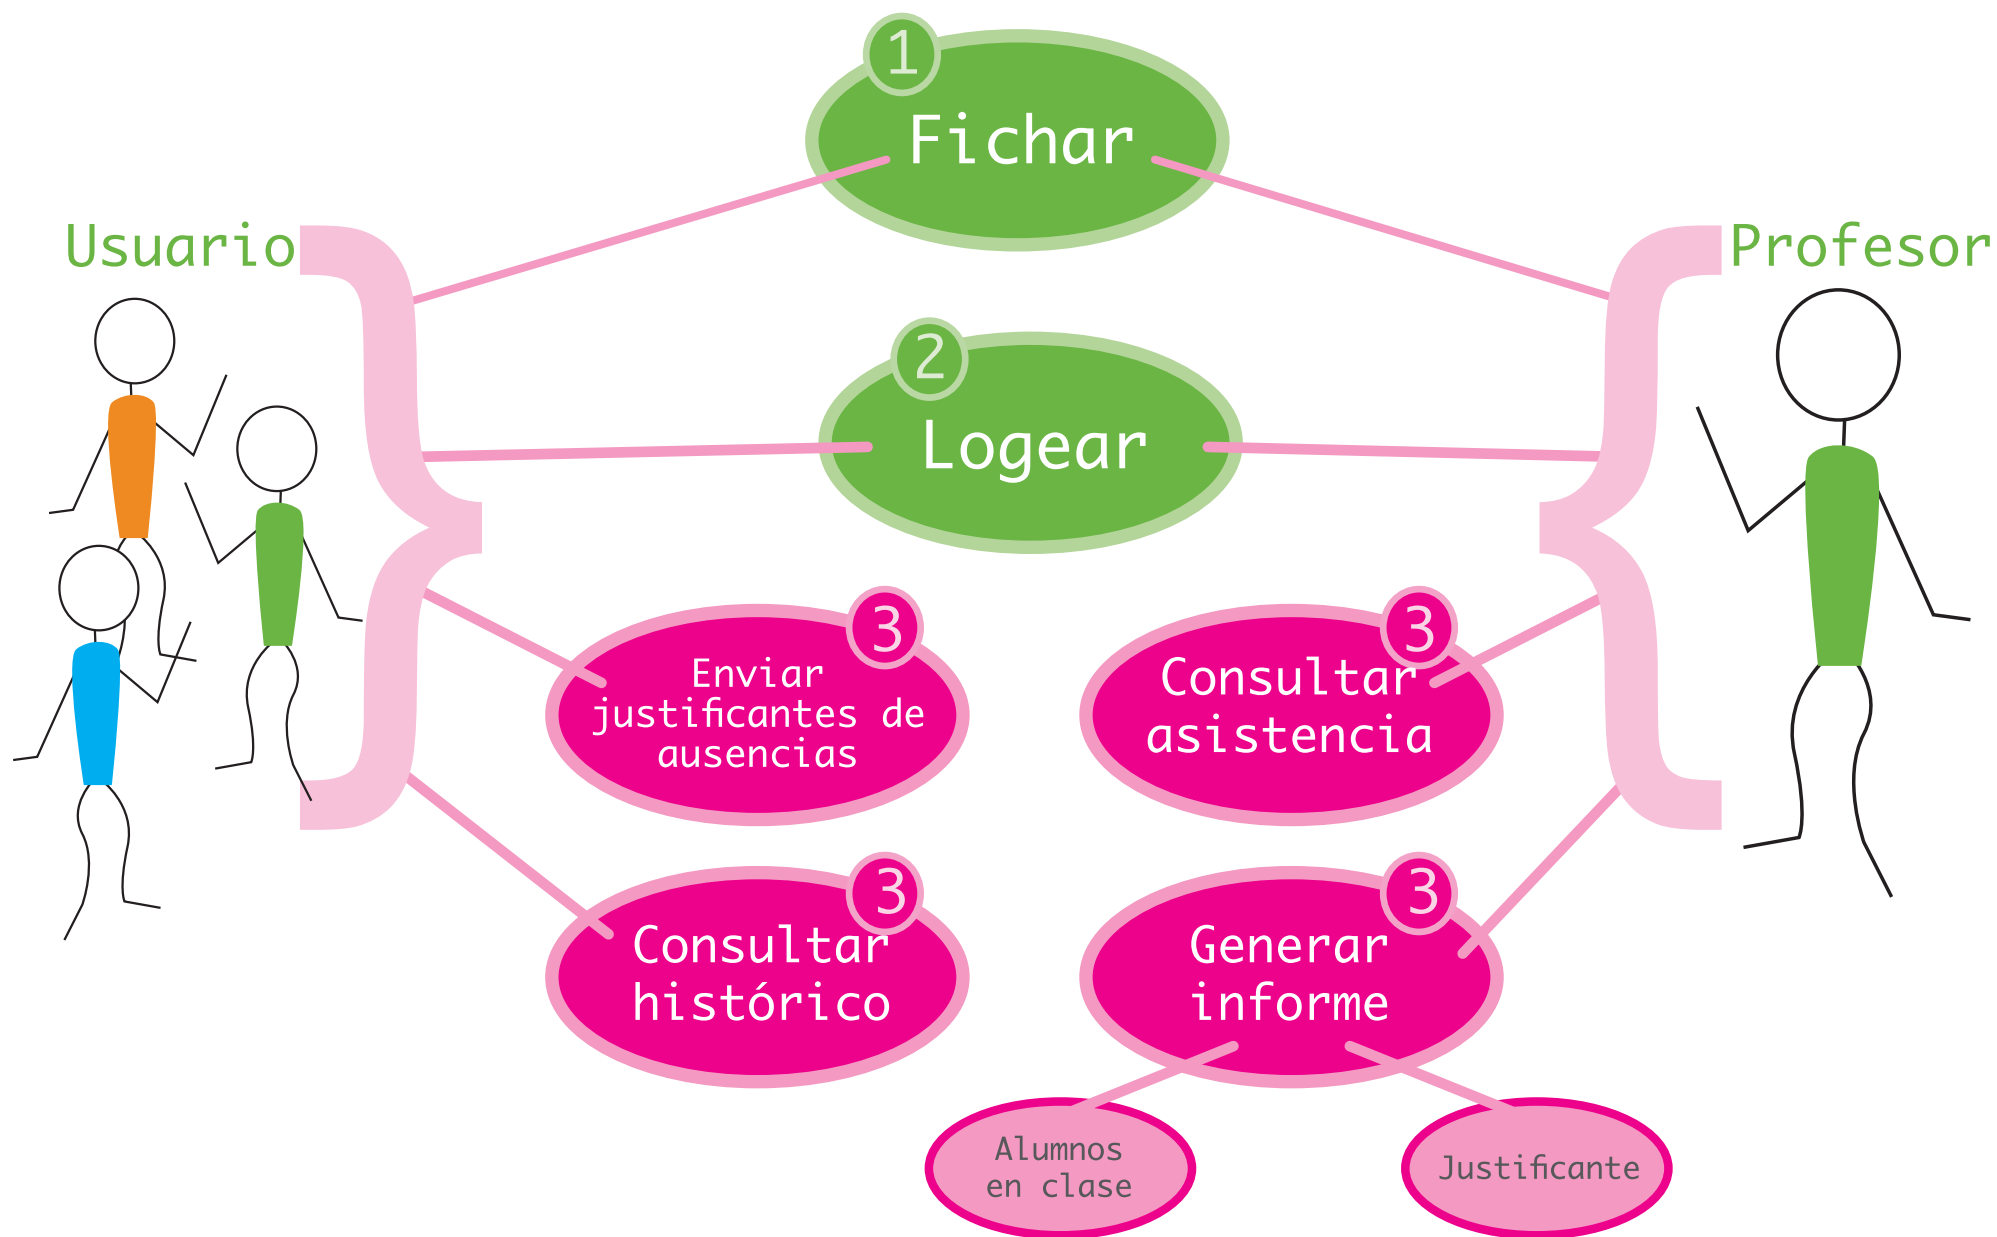 1
Fichar
Usuario
Profesor
2
Logear
3
Enviar
justificantes de
ausencias
3
Consultar
asistencia
3
Consultar
histórico
3
Generar
informe
Alumnos
en clase
Justificante